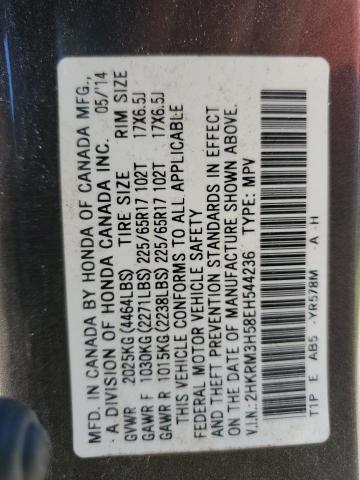 MFD. IN CANADA BY HONDA OF CANADA MFG.,
A DIVISION OF HONDA CANADA INC. 05/'14
GVWR 2025KG(4464LBS) TIRE SIZE RIM SIZE
GAWR F 1030KG(2271LBS) 225/65R17 102T 17X6.5J
GAWR R 1015KG(2238LBS) 225/65R17 102T 17X6.5J
THIS VEHICLE CONFORMS TO ALL APPLICABLE
FEDERAL MOTOR VEHICLE SAFETY
AND THEFT PREVENTION STANDARDS IN EFFECT
ON THE DATE OF MANUFACTURE SHOWN ABOVE.
V.I.N.: 2HKRM3H58EH544236 TYPE: MPV
T1P E AB5 -YR578M -A -H